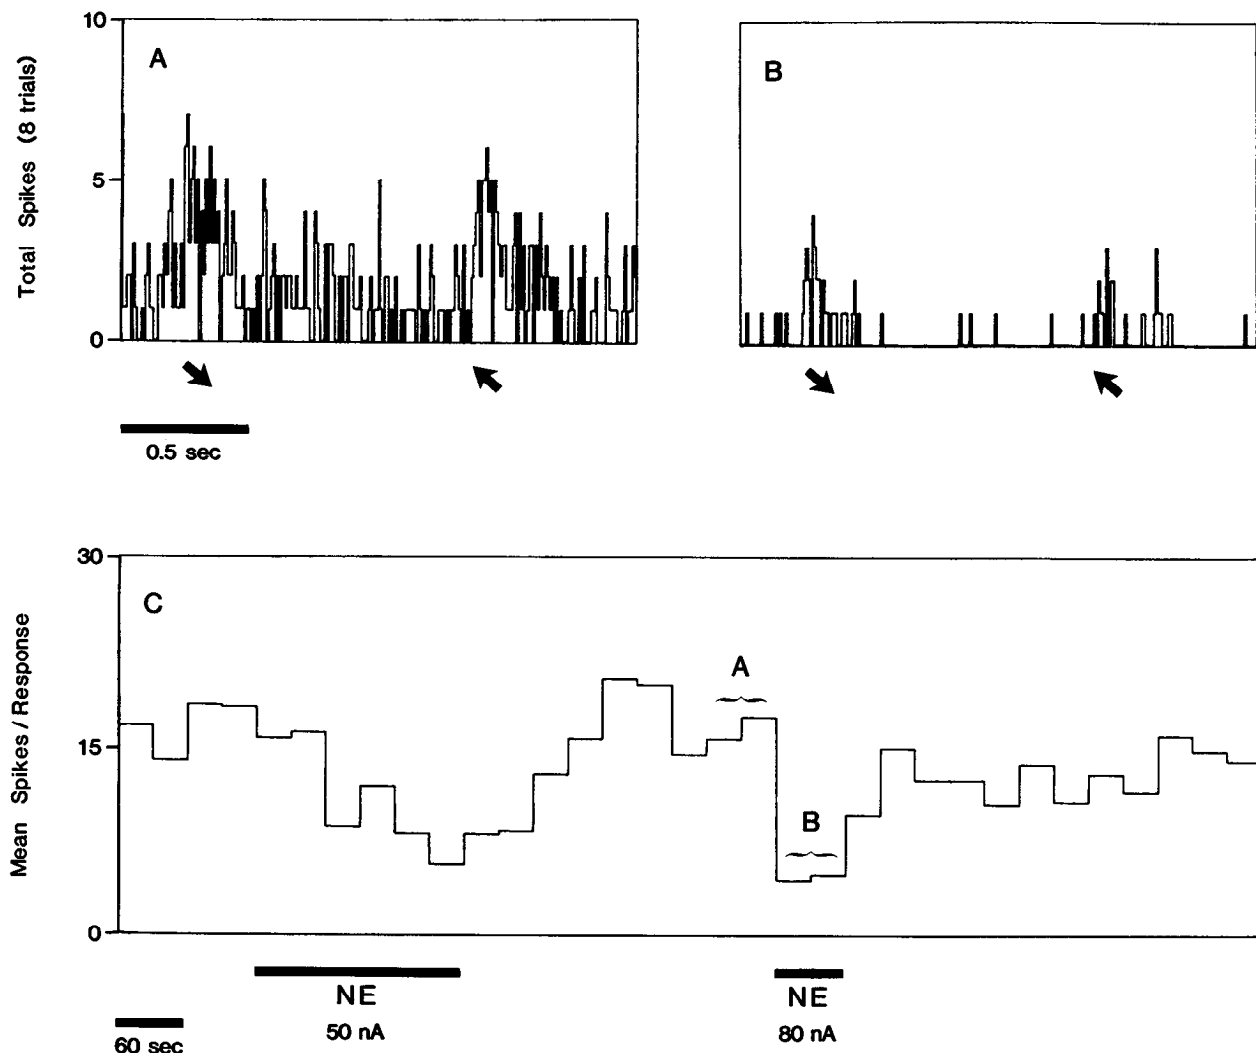 Total Spikes (8 trials)
10
5
0
A
B
0.5 sec
Mean Spikes / Response
30
15
0
C
A
B
NE
50 nA
NE
80 nA
60 sec